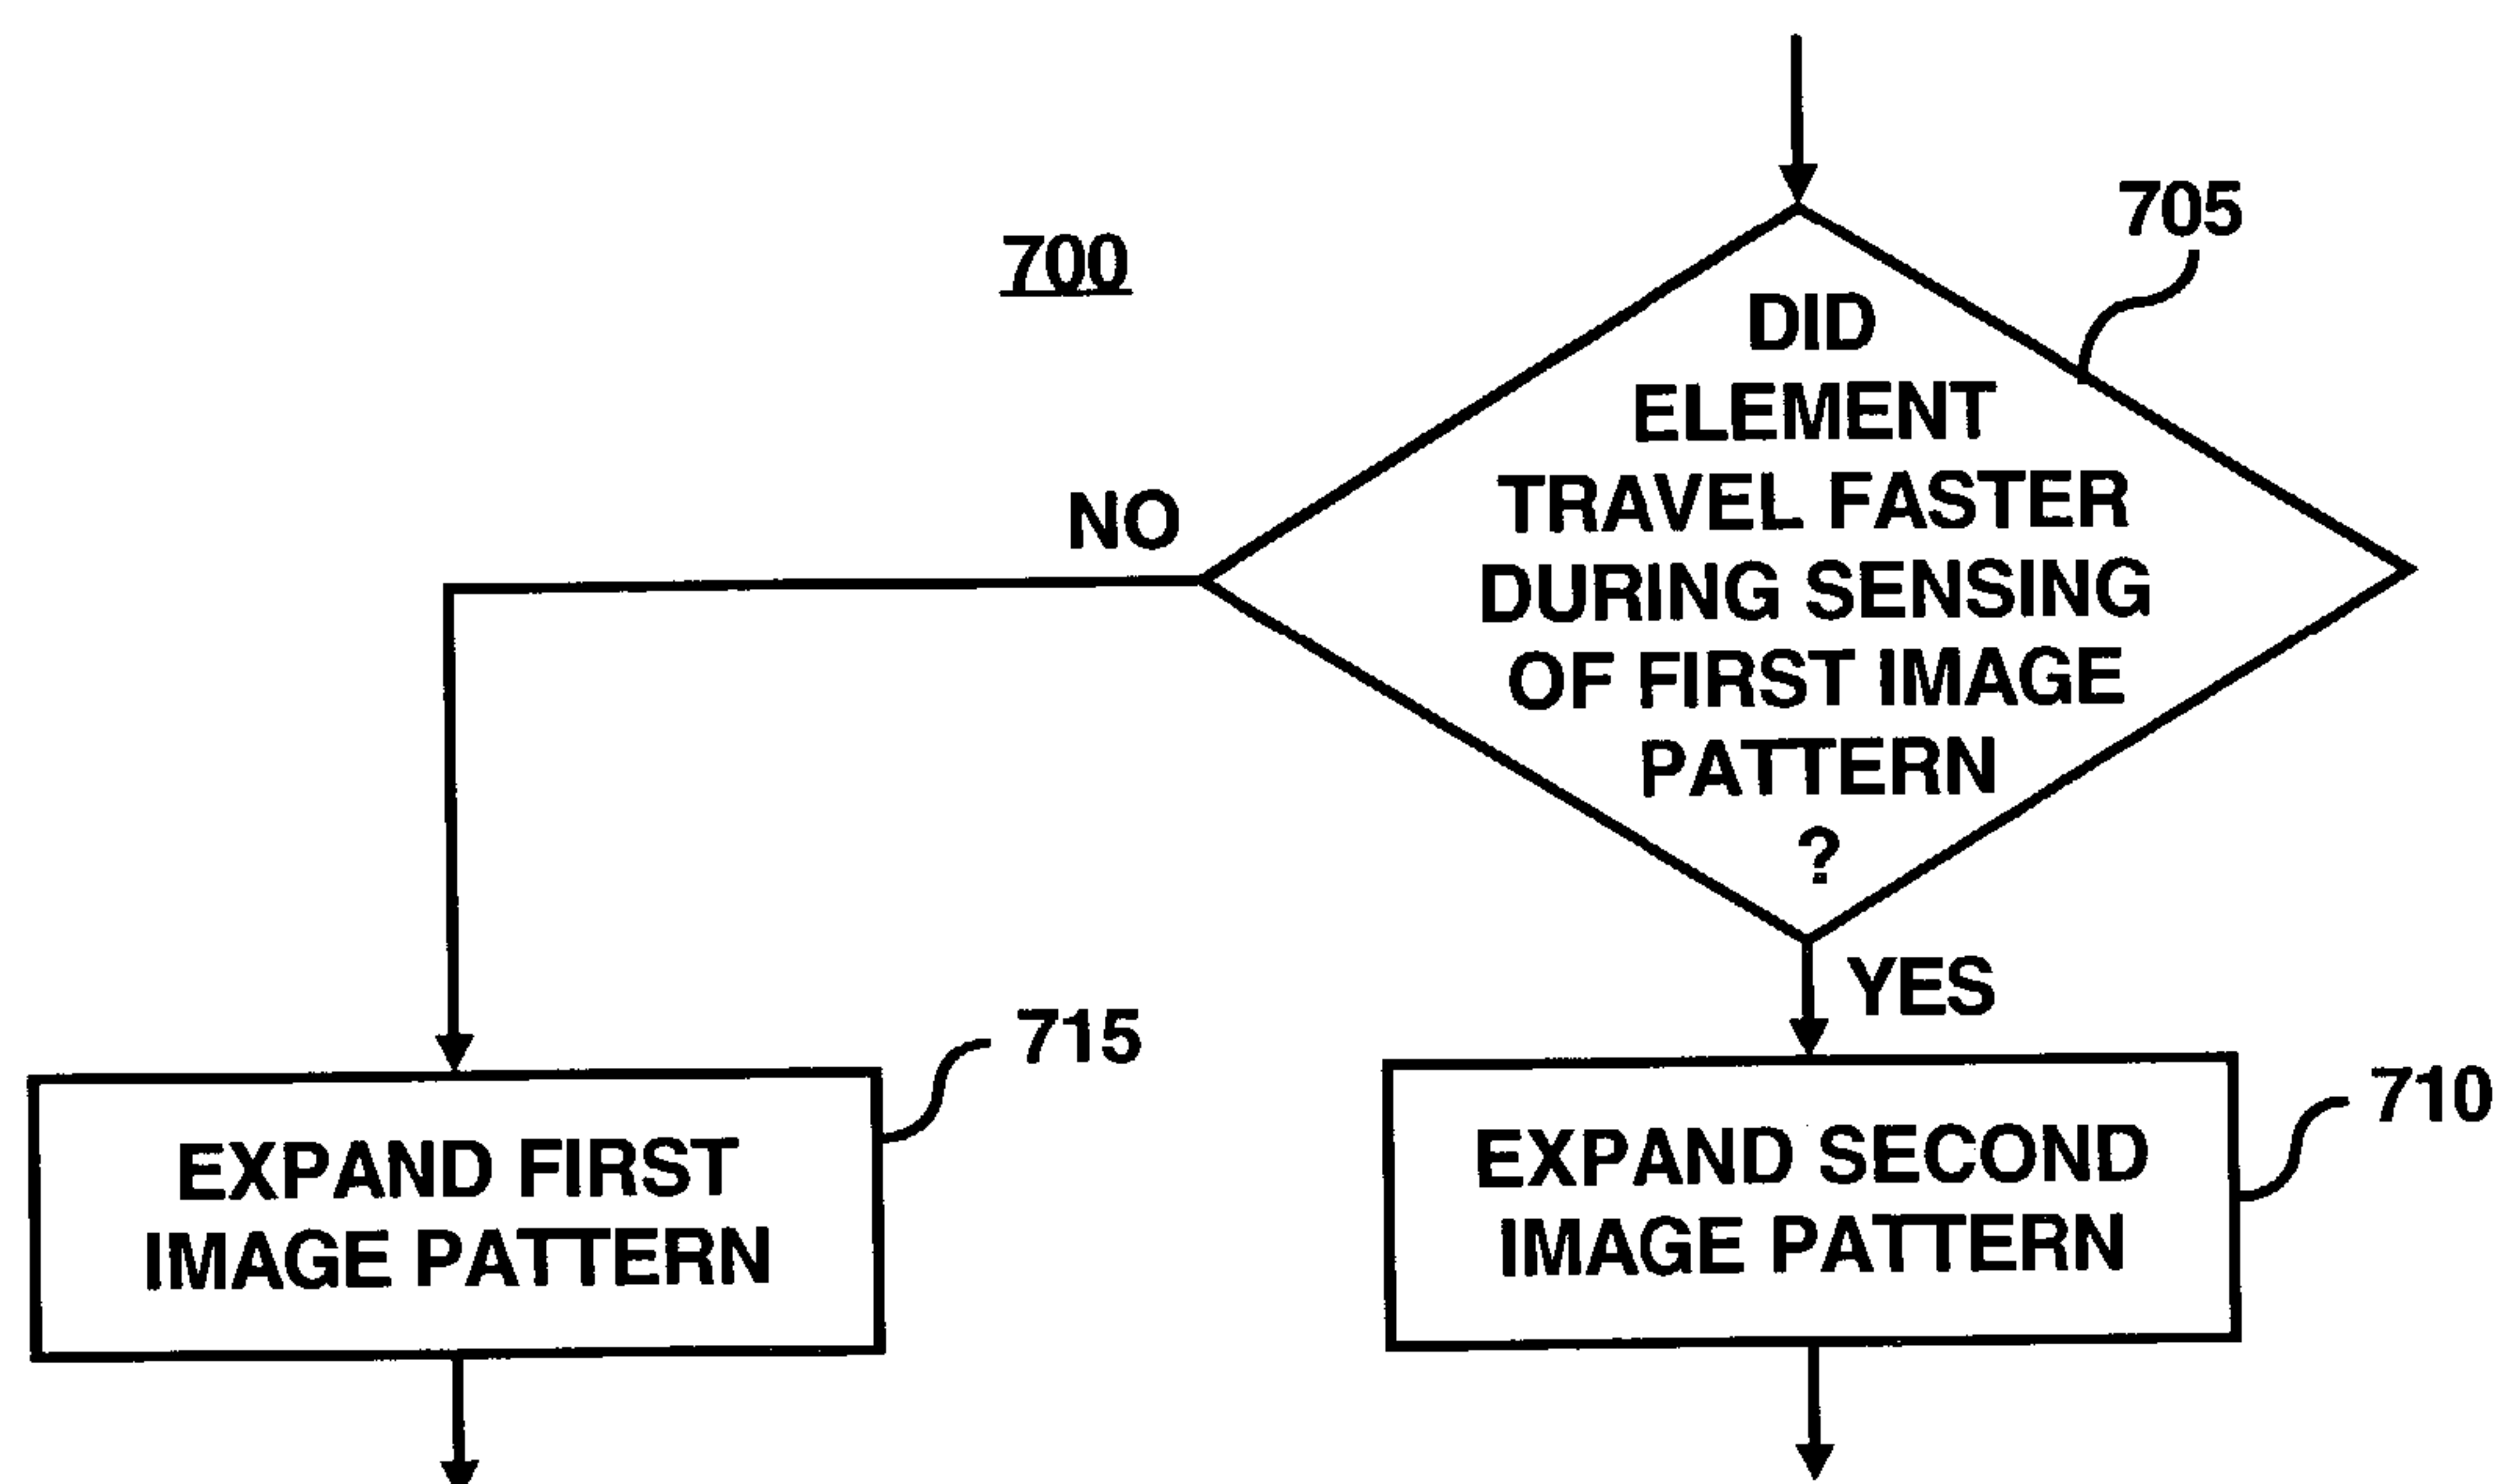 700
705
DID
ELEMENT
TRAVEL FASTER
DURING SENSING
OF FIRST IMAGE
PATTERN
?
NO
YES
715
EXPAND FIRST
IMAGE PATTERN
710
EXPAND SECOND
IMAGE PATTERN